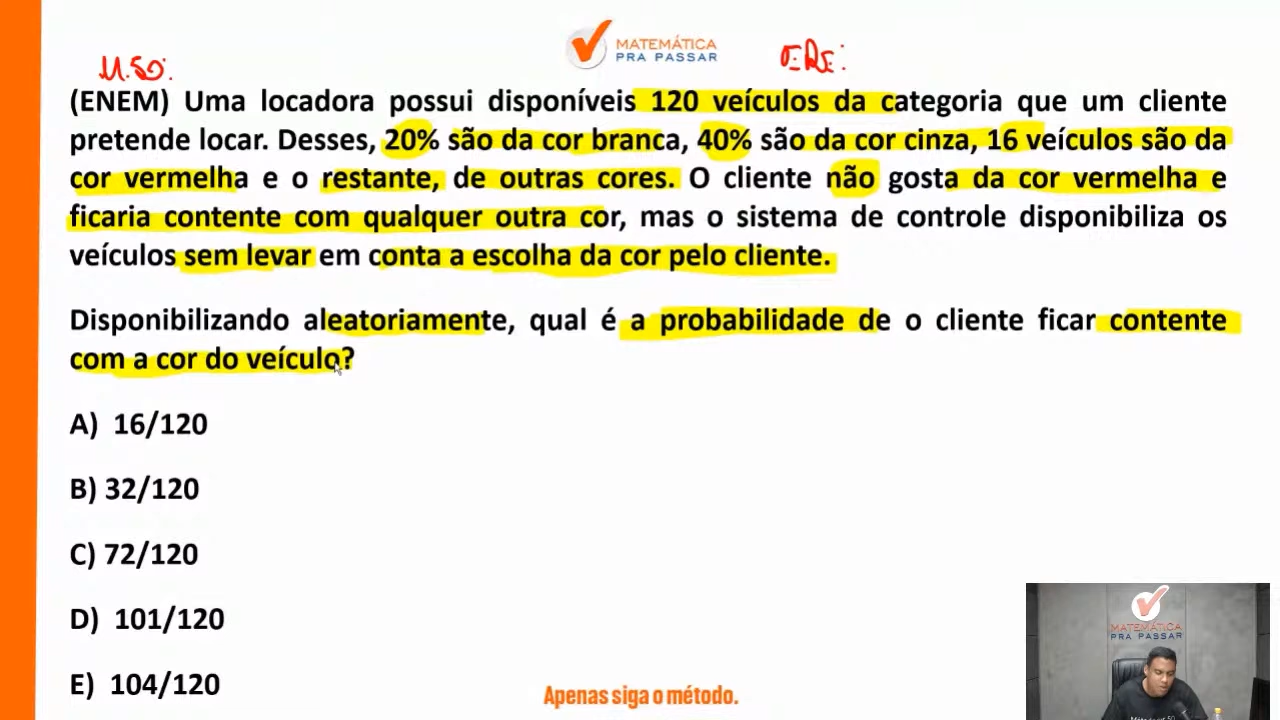 MATEMÁTICA
PRA PASSAR
(ENEM) Uma locadora possui disponíveis 120 veículos da categoria que um cliente
pretende locar. Desses, 20% são da cor branca, 40% são da cor cinza, 16 veículos são da
cor vermelha e o restante, de outras cores. O cliente não gosta da cor vermelha e
ficaria contente com qualquer outra cor, mas o sistema de controle disponibiliza os
veículos sem levar em conta a escolha da cor pelo cliente.
Disponibilizando aleatoriamente, qual é a probabilidade de o cliente ficar contente
com a cor do veículo?
A) 16/120
B) 32/120
C) 72/120
D) 101/120
E) 104/120
Apenas siga o método.
MATEMÁTICA
PRA PASSAR